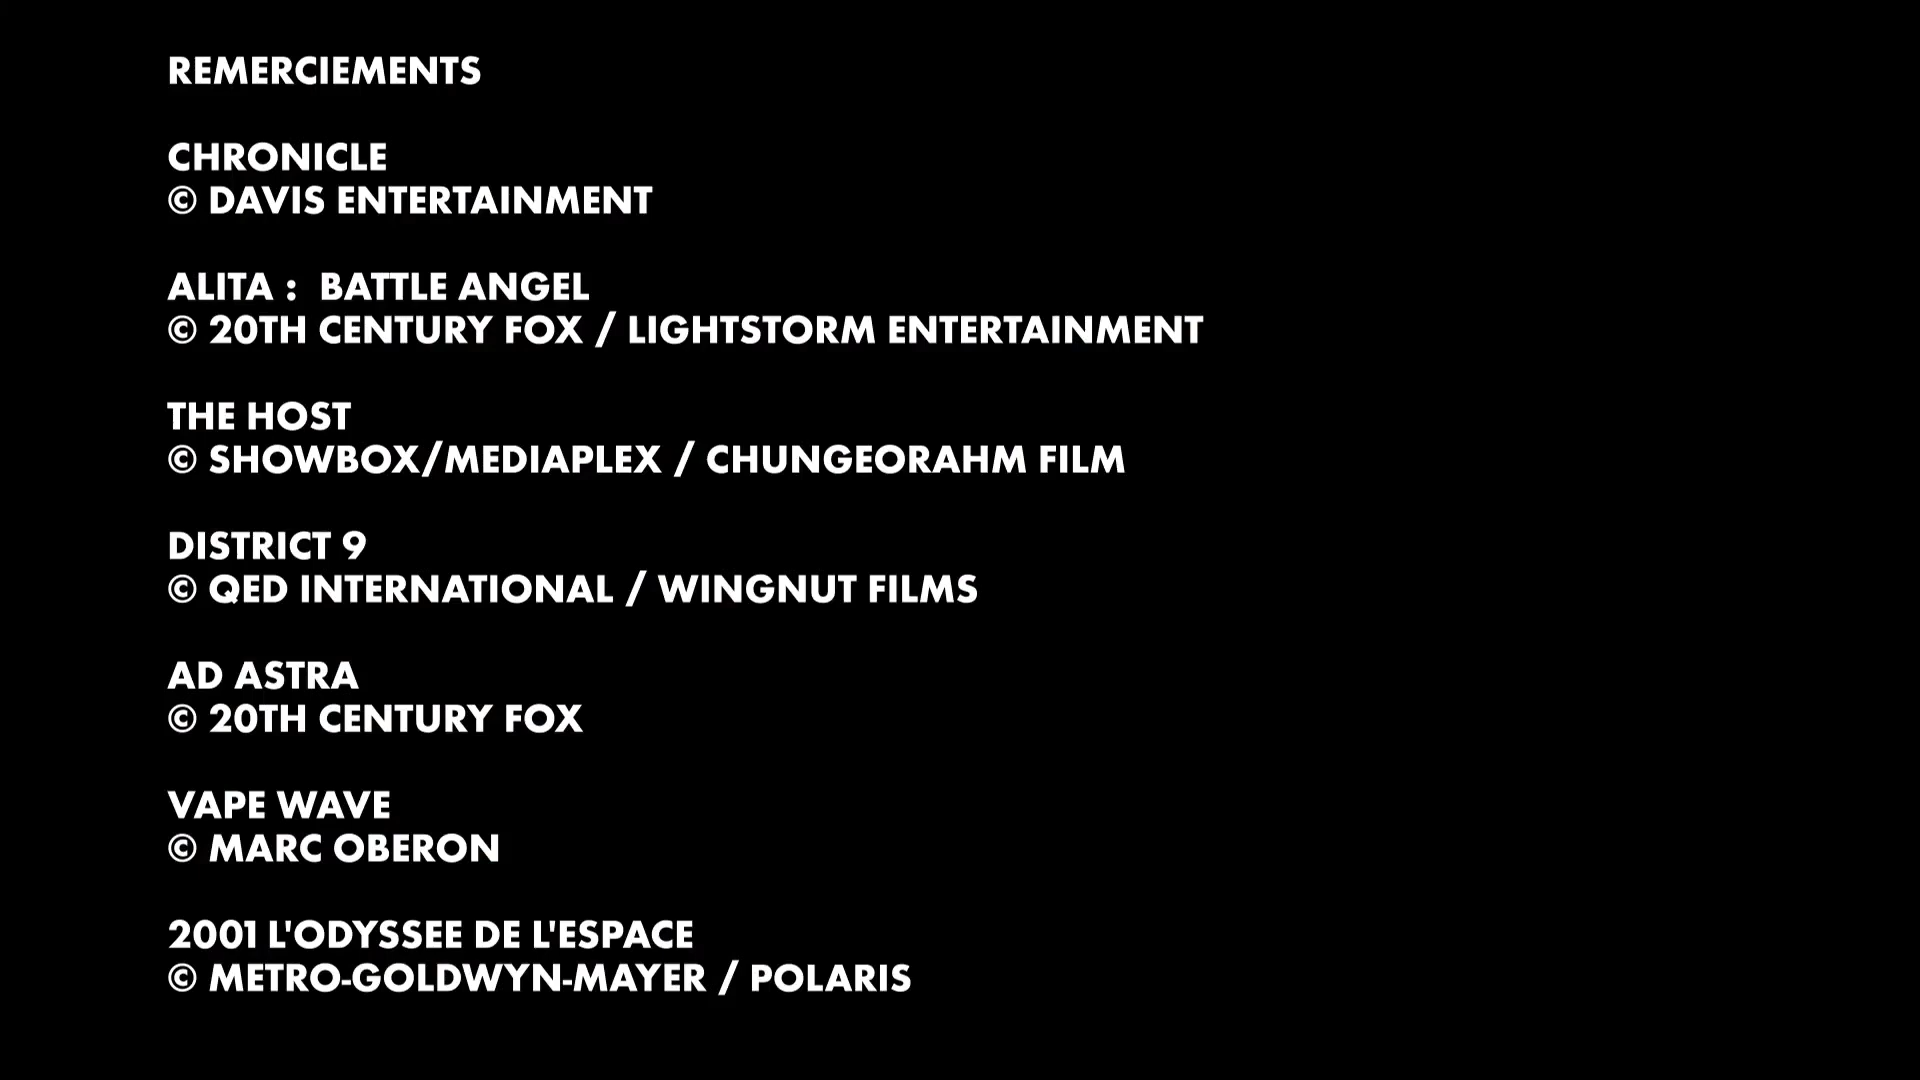 REMERCIEMENTS
CHRONICLE
© DAVIS ENTERTAINMENT
ALITA :  BATTLE ANGEL
© 20TH CENTURY FOX / LIGHTSTORM ENTERTAINMENT
THE HOST
© SHOWBOX/MEDIAPLEX / CHUNGEORAHM FILM
DISTRICT 9
© QED INTERNATIONAL / WINGNUT FILMS
AD ASTRA
© 20TH CENTURY FOX
VAPE WAVE
© MARC OBERON
2001 L'ODYSSEE DE L'ESPACE
© METRO-GOLDWYN-MAYER / POLARIS